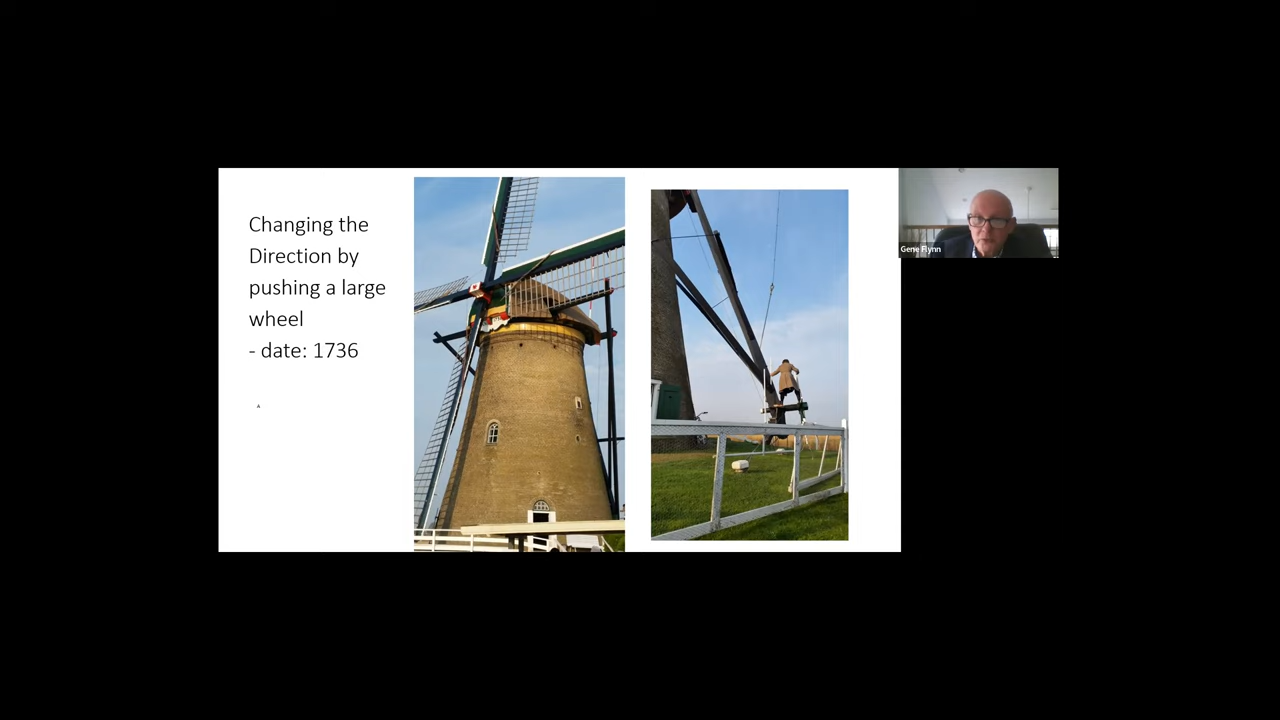 Changing the
Direction by
pushing a large
wheel
- date: 1736
Gene Flynn